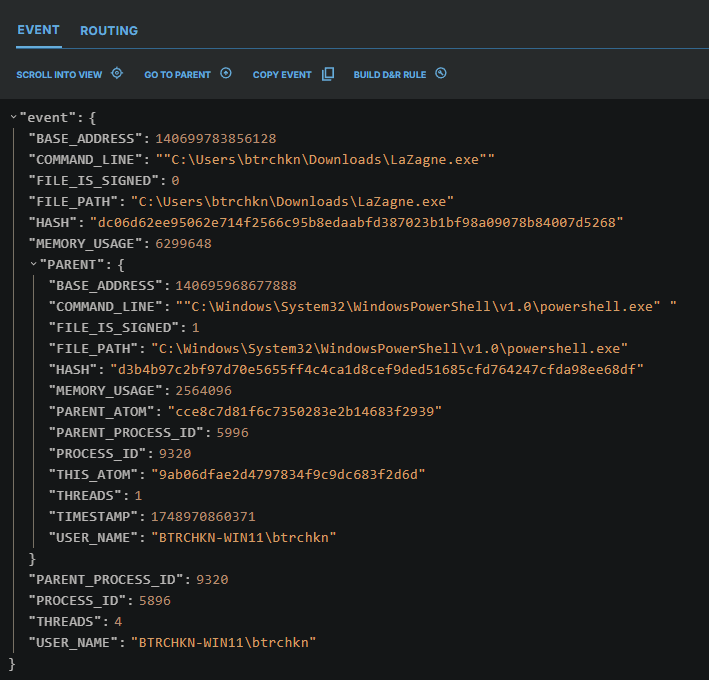 EVENT ROUTING
SCROLL INTO VIEW GO TO PARENT COPY EVENT BUILD D&R RULE
"event": {
"BASE_ADDRESS": 140699783856128
"COMMAND_LINE": ""C:\Users\btrchkn\Downloads\LaZagne.exe""
"FILE_IS_SIGNED": 0
"FILE_PATH": "C:\Users\btrchkn\Downloads\LaZagne.exe"
"HASH": "dc06d62ee95062e714f2566c95b8edaabfd387023b1bf98a09078b84007d5268"
"MEMORY_USAGE": 6299648
"PARENT": {
"BASE_ADDRESS": 140695968677888
"COMMAND_LINE": ""C:\Windows\System32\WindowsPowerShell\v1.0\powershell.exe" "
"FILE_IS_SIGNED": 1
"FILE_PATH": "C:\Windows\System32\WindowsPowerShell\v1.0\powershell.exe"
"HASH": "d3b4b97c2bf97d70e5655ff4c4ca1d8cef9ded51685cfd764247cfda98ee68df"
"MEMORY_USAGE": 2564096
"PARENT_ATOM": "cce8c7d81f6c7350283e2b14683f2939"
"PARENT_PROCESS_ID": 5996
"PROCESS_ID": 9320
"THIS_ATOM": "9ab06dfae2d4797834f9c9dc683f2d6d"
"THREADS": 1
"TIMESTAMP": 1748970860371
"USER_NAME": "BTRCHKN-WIN11\btrchkn"
}
"PARENT_PROCESS_ID": 9320
"PROCESS_ID": 5896
"THREADS": 4
"USER_NAME": "BTRCHKN-WIN11\btrchkn"
}